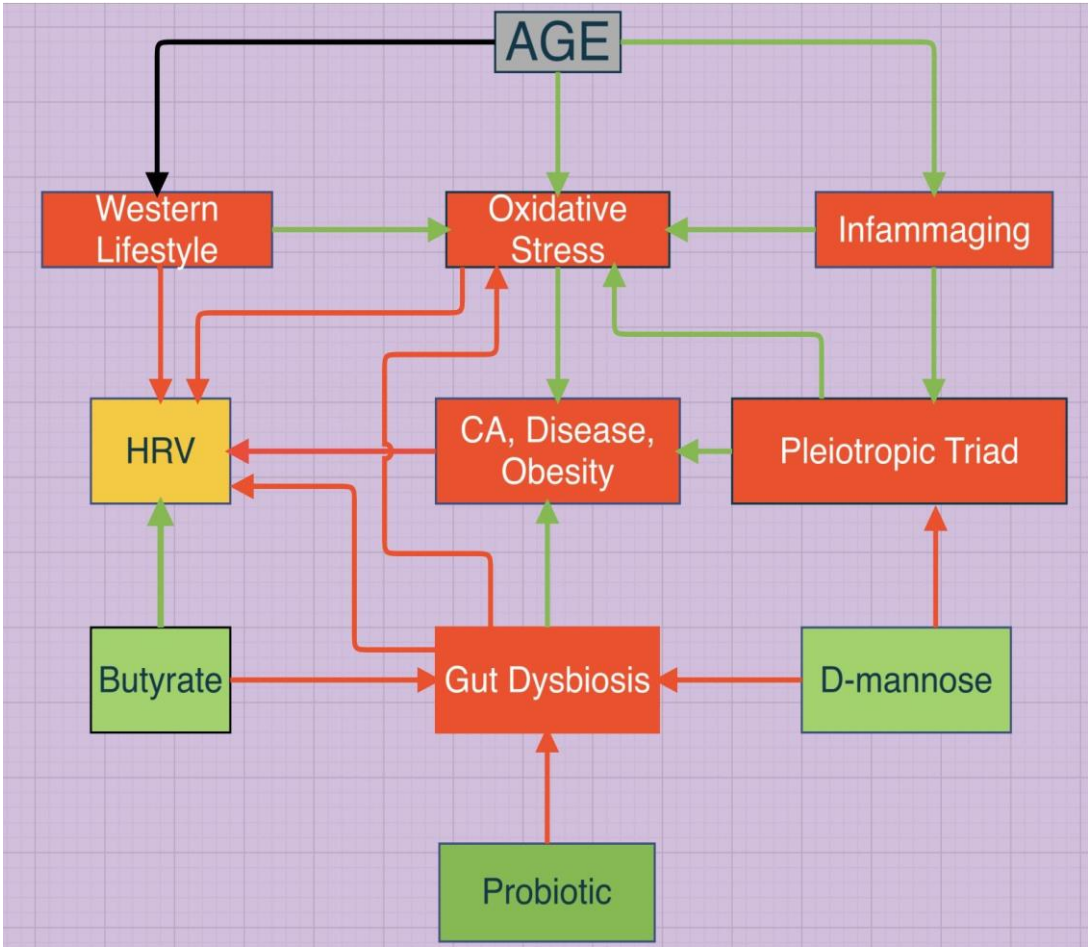 AGE
Western
Lifestyle
Oxidative
Stress
Infammaging
HRV
CA, Disease,
Obesity
Pleiotropic Triad
Butyrate
Gut Dysbiosis
D-mannose
Probiotic